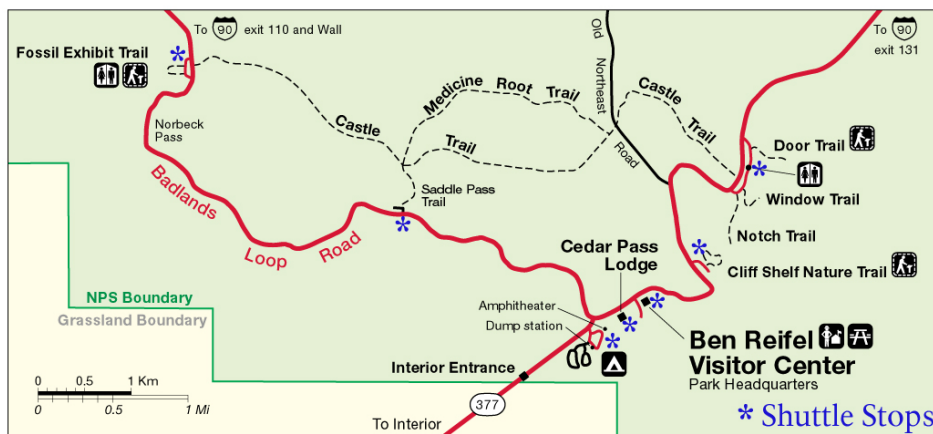 To 90 exit 110 and Wall
Fossil Exhibit Trail
Norbeck
Pass
Badlands
Loop
Road
Castle
Trail
Medicine Root Trail
Saddle Pass
Trail
Old
Northeast
Road
Castle
Trail
To 90
exit 131
Door Trail
Window Trail
Notch Trail
Cliff Shelf Nature Trail
Cedar Pass
Lodge
Amphitheater
Dump station
Ben Reifel
Visitor Center
Park Headquarters
Interior Entrance
377
To Interior
NPS Boundary
Grassland Boundary
0 0.5 1 Km
0 0.5 1 Mi
* Shuttle Stops